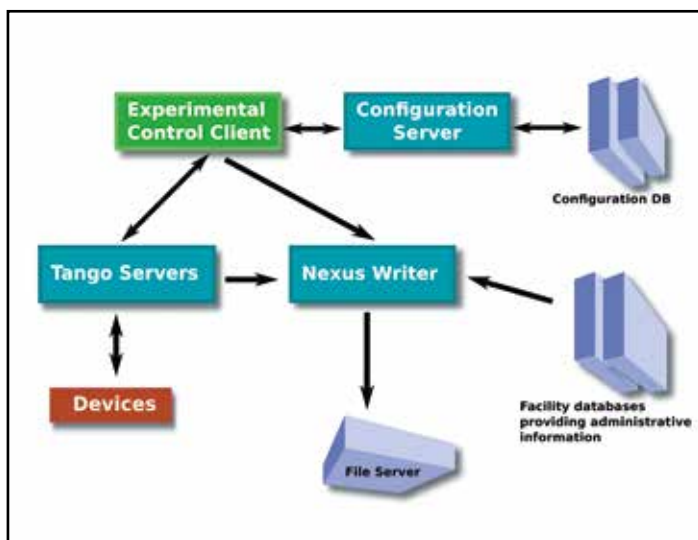 Experimental
Control Client
Configuration
Server
Configuration DB
Tango Servers
Nexus Writer
Devices
Facility databases
providing administrative
information
File Server